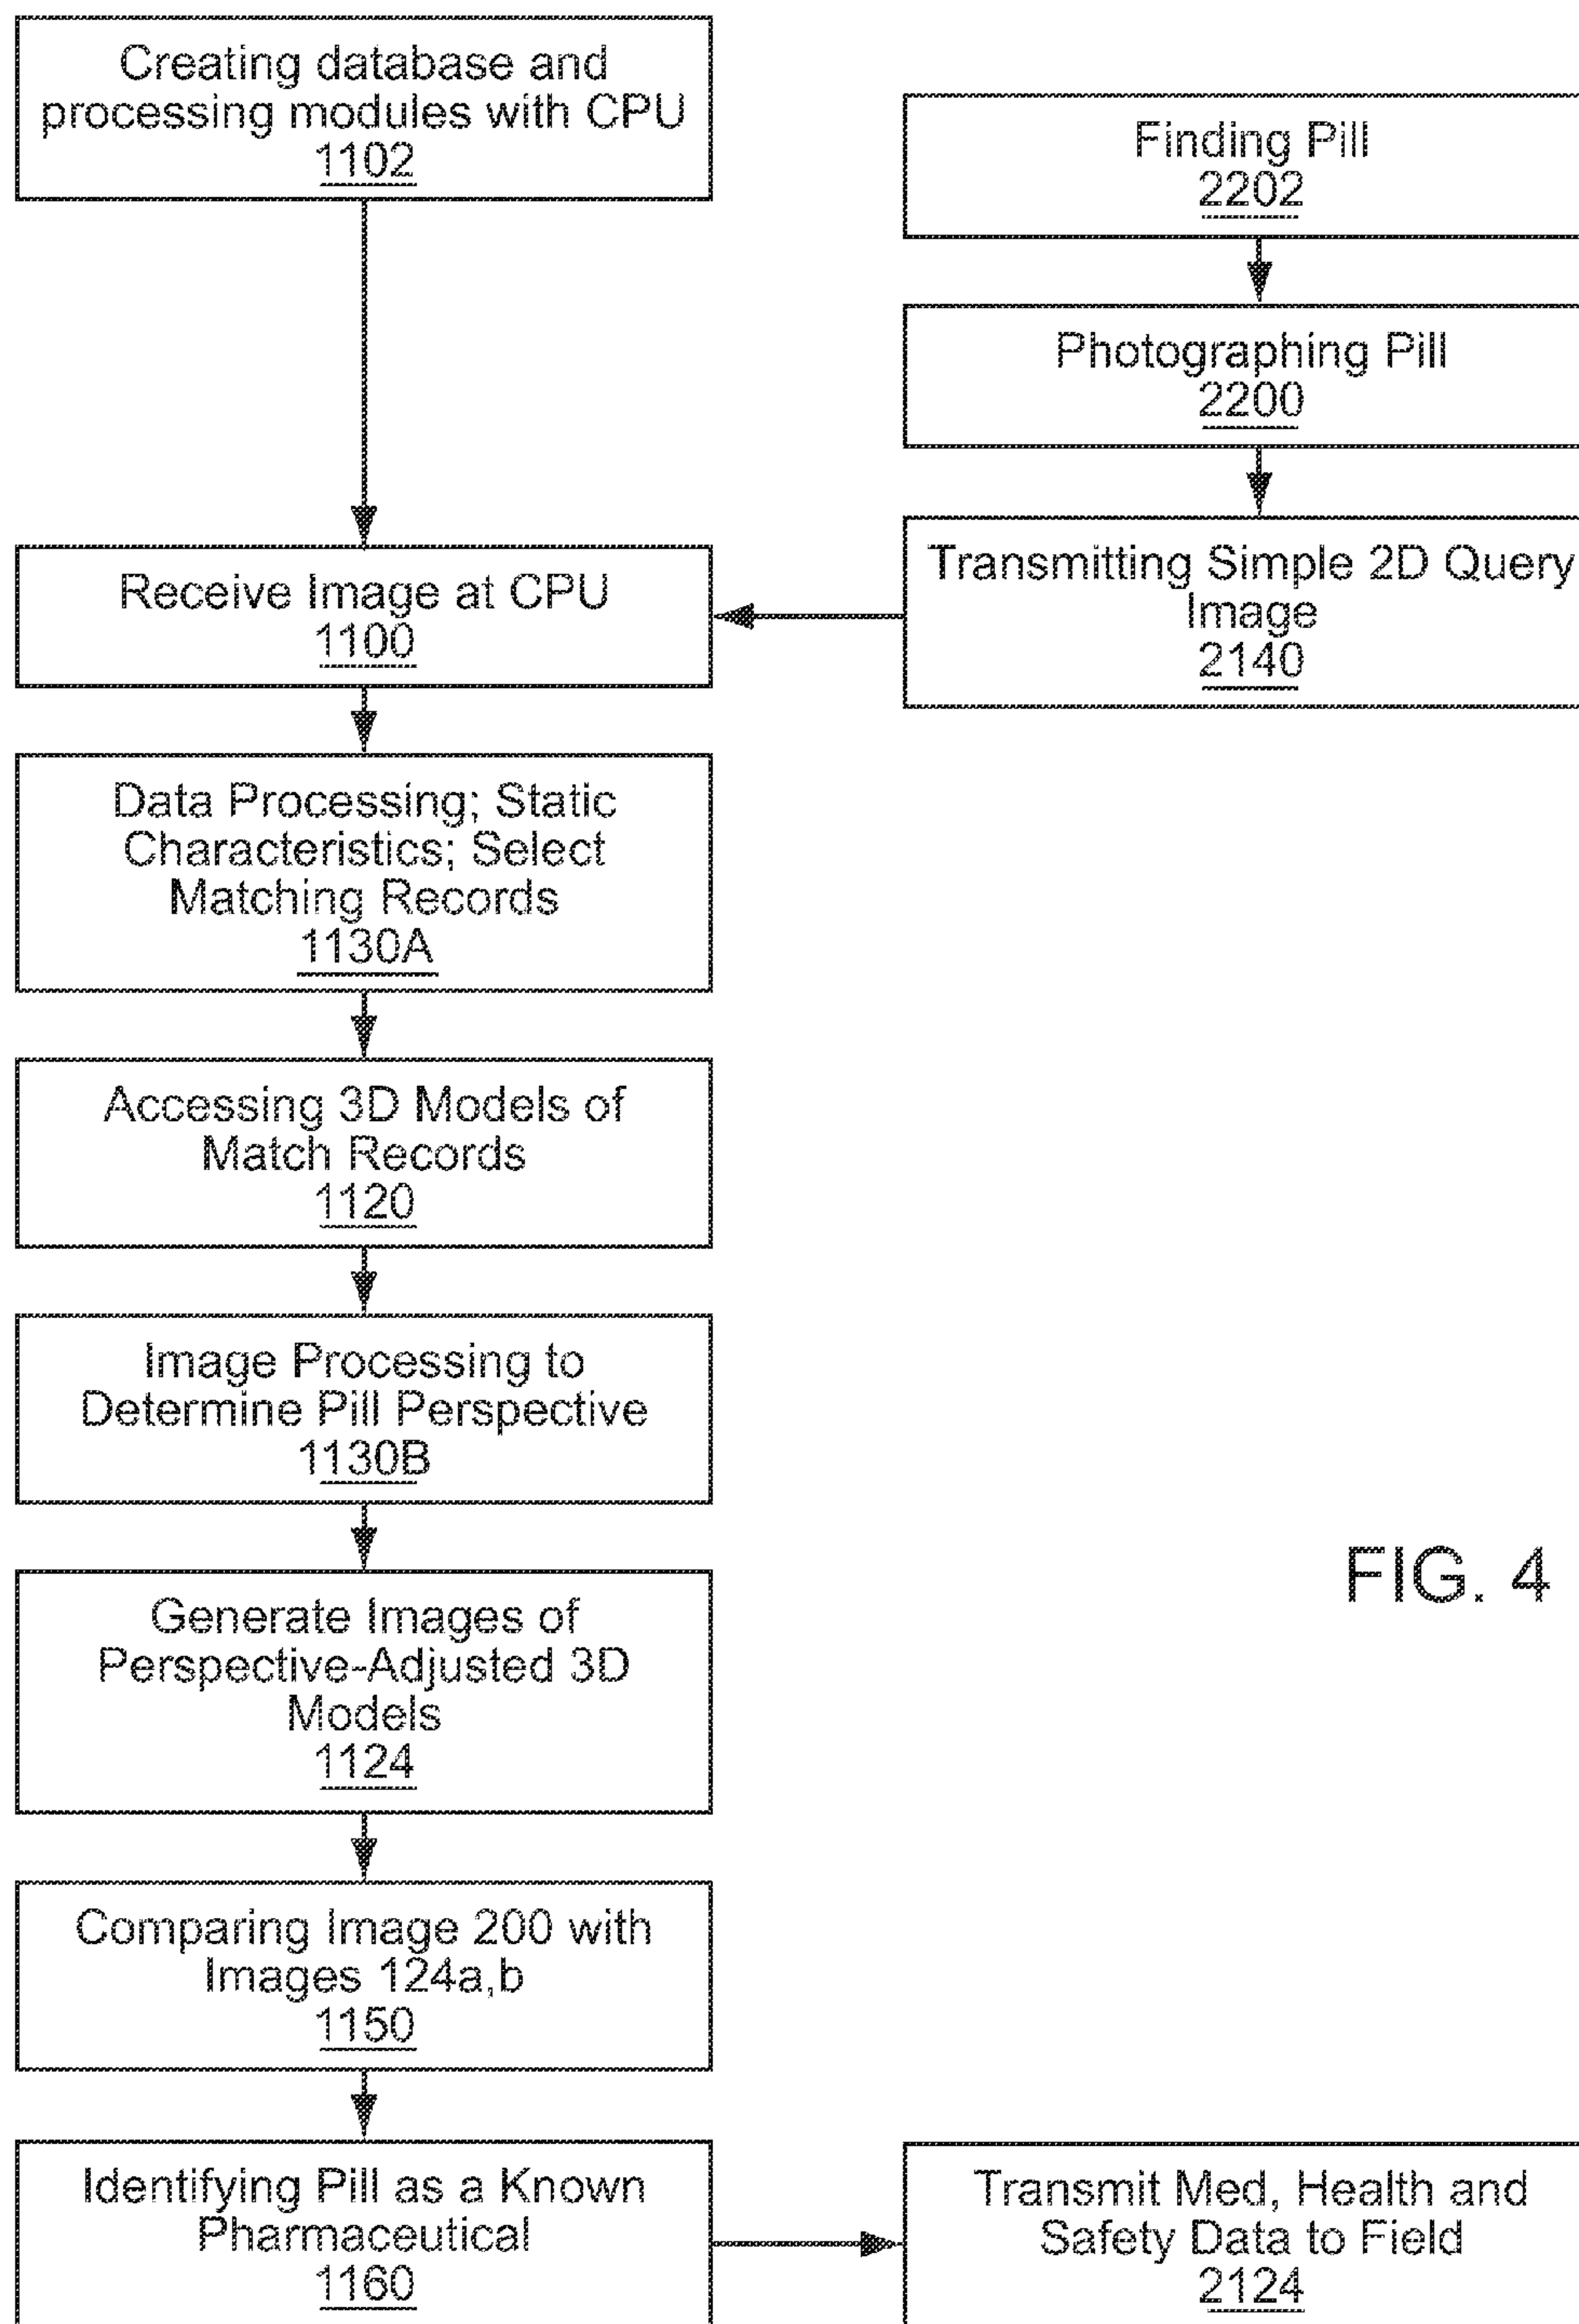 Creating database and
processing modules with CPU
1102
Finding Pill
2202
Photographing Pill
2200
Transmitting Simple 2D Query
Image
2140
Receive Image at CPU
1100
Data Processing; Static
Characteristics; Select
Matching Records
1130A
Accessing 3D Models of
Match Records
1120
Image Processing to
Determine Pill Perspective
1130B
Generate Images of
Perspective-Adjusted 3D
Models
1124
FIG. 4
Comparing Image 200 with
Images 124a,b
1150
Identifying Pill as a Known
Pharmaceutical
1160
Transmit Med, Health and
Safety Data to Field
2124